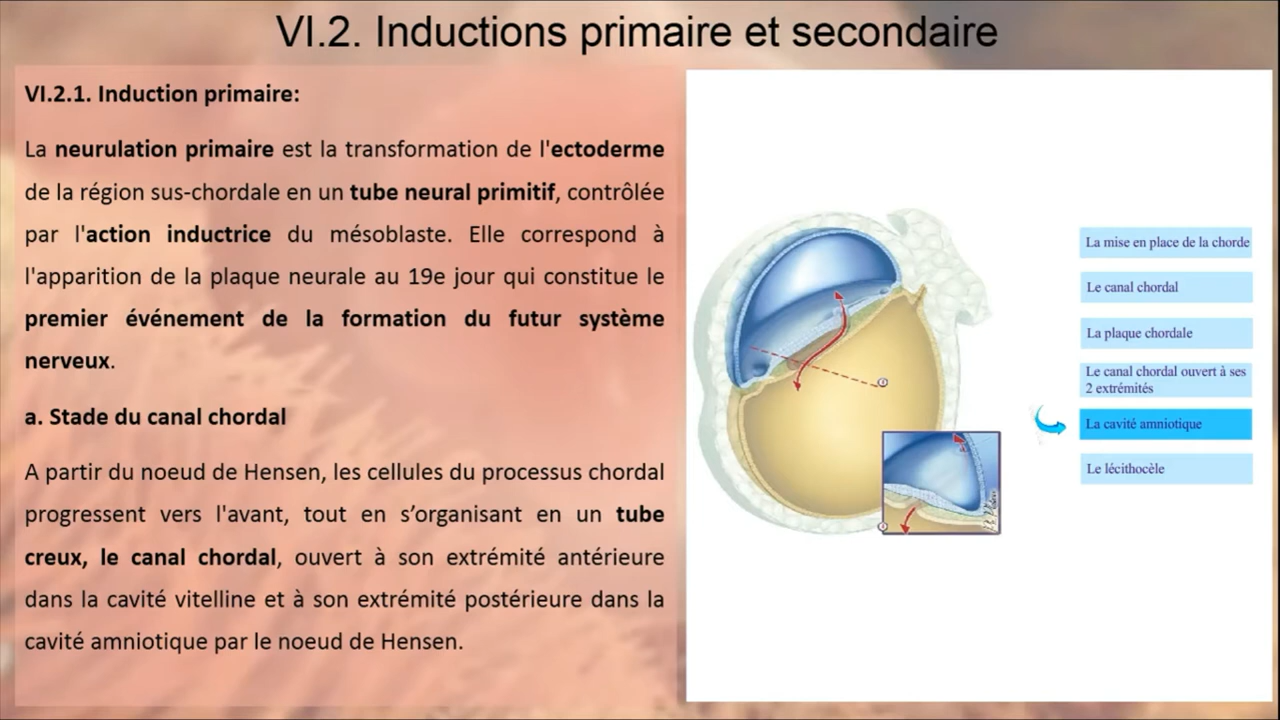 VI.2. Inductions primaire et secondaire
VI.2.1. Induction primaire:
La neurulation primaire est la transformation de l'ectoderme
de la région sus-chordale en un tube neural primitif, contrôlée
par l'action inductrice du mésoblaste. Elle correspond à
l'apparition de la plaque neurale au 19e jour qui constitue le
premier événement de la formation du futur système
nerveux.
a. Stade du canal chordal
A partir du noeud de Hensen, les cellules du processus chordal
progressent vers l'avant, tout en s’organisant en un tube
creux, le canal chordal, ouvert à son extrémité antérieure
dans la cavité vitelline et à son extrémité postérieure dans la
cavité amniotique par le noeud de Hensen.
La mise en place de la chorde
Le canal chordal
La plaque chordale
Le canal chordal ouvert à ses
2 extrémités
La cavité amniotique
Le lécithocèle